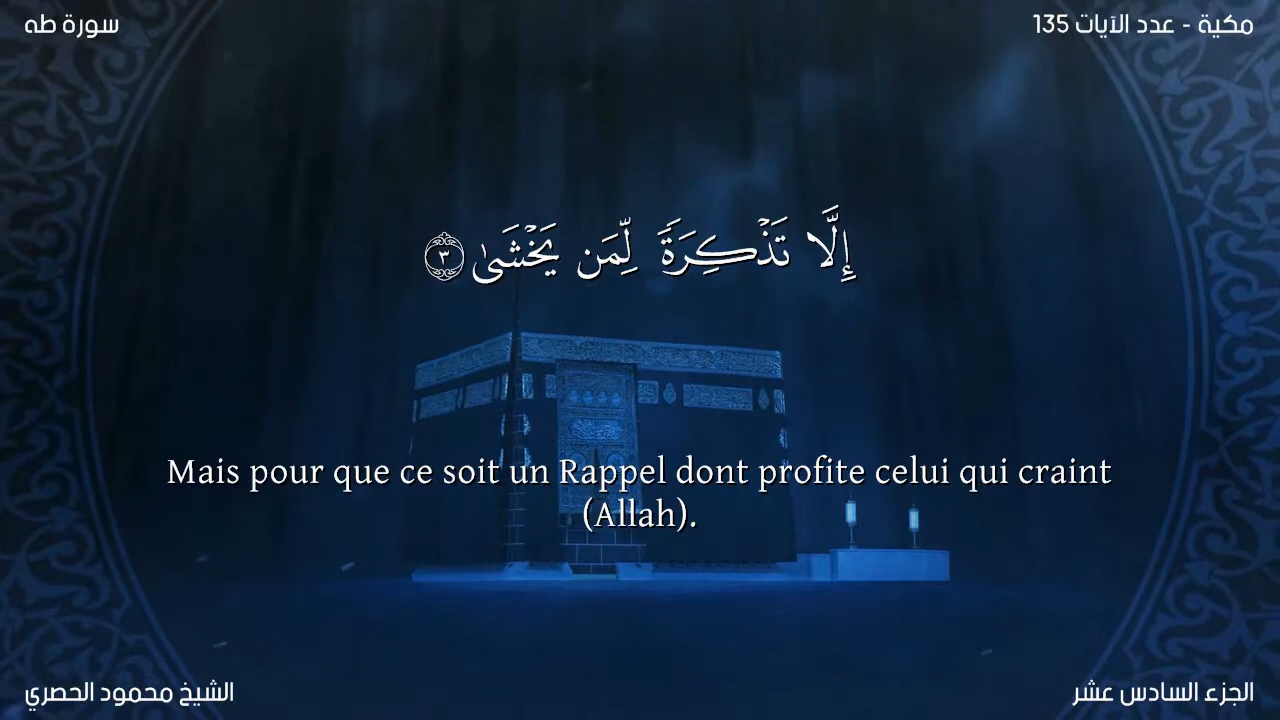 سورة طه
مكية - عدد الآيات 135
إِلَّا تَذْكِرَةً لِّمَن يَخْشَىٰ ٣
Mais pour que ce soit un Rappel dont profite celui qui craint
(Allah).
الشيخ محمود الحصري
الجزء السادس عشر